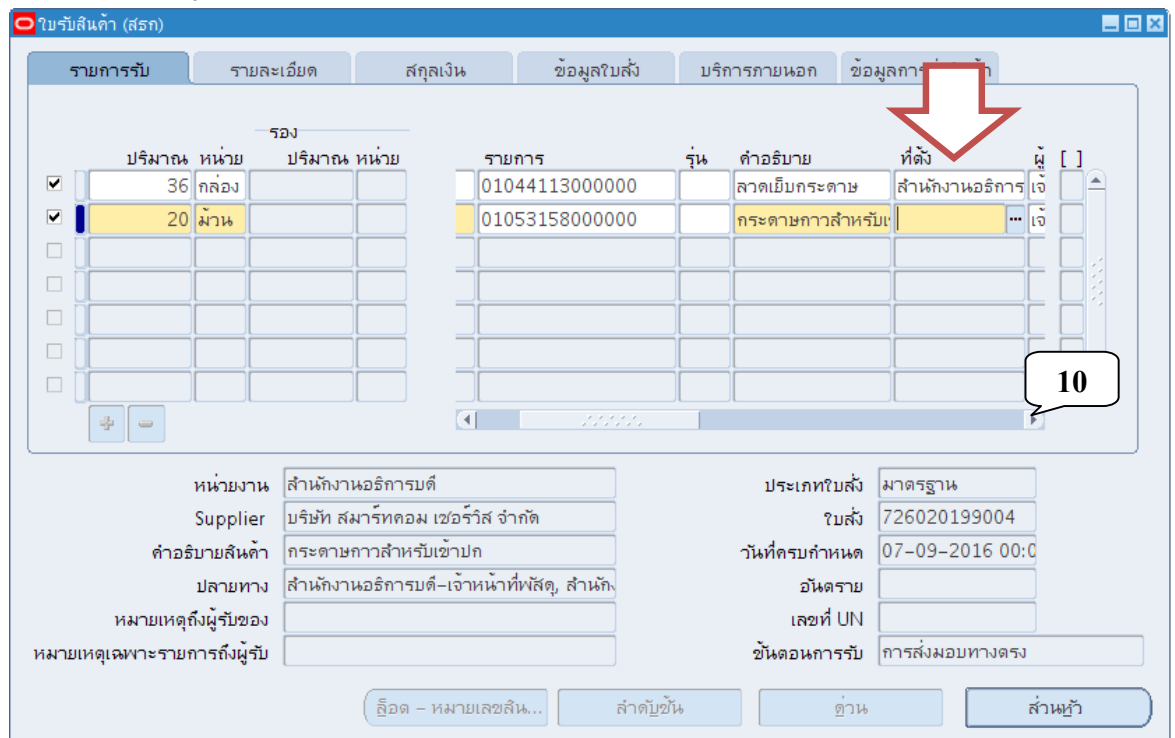 ใบรับสินค้า (สธก)
รายการรับ รายละเอียด สกุลเงิน ข้อมูลใบสั่ง บริการภายนอก
รอง
ปริมาณ หน่วย ปริมาณ หน่วย รายการ รุ่น คำอธิบาย ที่ตั้ง ผู้ [ ]
36 กล่อง 01044113000000 ลาดเย็บกระดาษ สำนักงานอธิการ เจ้
20 ม้วน 01053158000000 กระดาษกาวสำหรับเ ... เจ้
10
หน่วยงาน สำนักงานอธิการบดี ประเภทใบสั่ง มาตรฐาน
Supplier บริษัท สมาร์ทคอม เซอร์วิส จำกัด ใบสั่ง 726020199004
คำอธิบายสินค้า กระดาษกาวสำหรับเข้าปก วันที่ครบกำหนด 07-09-2016 00:0
ปลายทาง สำนักงานอธิการบดี-เจ้าหน้าที่พัสดุ, สำนักง อันตราย
หมายเหตุถึงผู้รับของ เลขที่ UN
หมายเหตุเฉพาะรายการถึงผู้รับ ขั้นตอนการรับ การส่งมอบทางตรง
ล็อต - หมายเลขสิน... ลำดับขั้น ด่วน ส่วนหัว